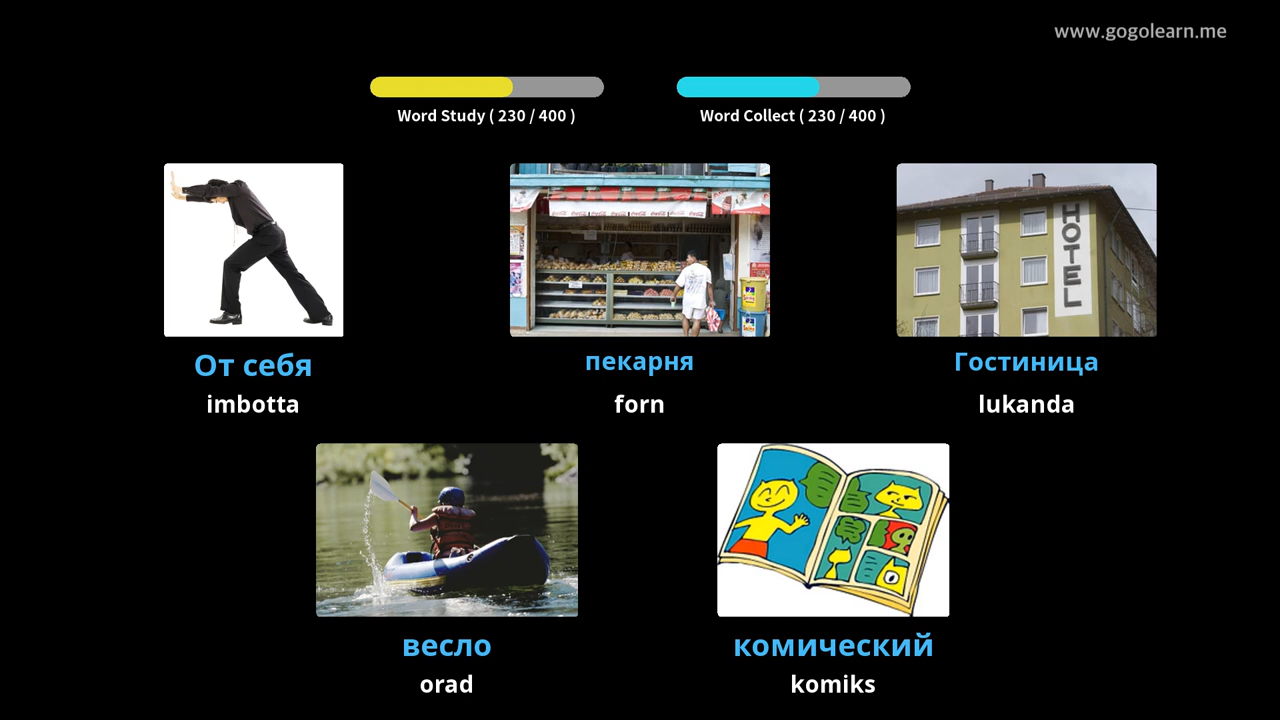 www.gogolearn.me
Word Study ( 230 / 400 )
Word Collect ( 230 / 400 )
HOTEL
От себя
imbotta
пекарня
forn
Гостиница
lukanda
весло
orad
комический
komiks